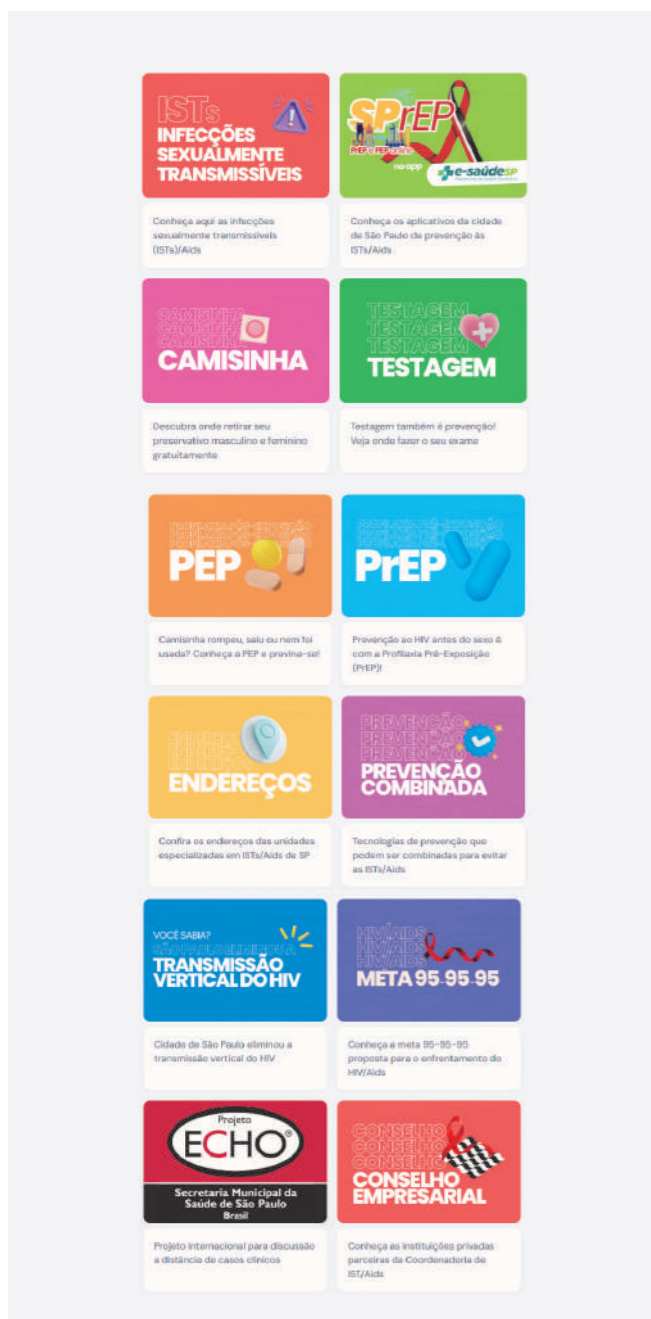 ISTs
INFECÇÕES
SEXUALMENTE
TRANSMISSÍVEIS
Conheça aqui as infecções
sexualmente transmissíveis
(ISTs)/Aids
SPrEP
PrEP e PEP online
no app
e-saúdesp
Conheça os aplicativos da cidade
de São Paulo de prevenção às
ISTs/Aids
CAMISINHA
CAMISINHA
CAMISINHA
CAMISINHA
Descubra onde retirar seu
preservativo masculino e feminino
gratuitamente
TESTAGEM
TESTAGEM
TESTAGEM
TESTAGEM
Testagem também é prevenção!
Veja onde fazer o seu exame
PEP
Camisinha rompeu, saiu ou nem foi
usada? Conheça a PEP e previna-se!
PrEP
Prevenção ao HIV antes do sexo é
com a Profilaxia Pré-Exposição
(PrEP)!
ENDEREÇOS
Confira os endereços das unidades
especializadas em ISTs/Aids de SP
PREVENÇÃO
PREVENÇÃO
PREVENÇÃO
PREVENÇÃO
COMBINADA
Tecnologias de prevenção que
podem ser combinadas para evitar
as ISTs/Aids
VOCÊ SABIA?
SÃO PAULO ELIMINOU A
TRANSMISSÃO
VERTICAL DO HIV
Cidade de São Paulo eliminou a
transmissão vertical do HIV
HIV/AIDS
HIV/AIDS
HIV/AIDS
META 95-95-95
Conheça a meta 95-95-95
proposta para o enfrentamento do
HIV/Aids
Projeto
ECHO®
Secretaria Municipal da
Saúde de São Paulo
Brasil
Projeto internacional para discussão
a distância de casos clínicos
CONSELHO
CONSELHO
CONSELHO
CONSELHO
EMPRESARIAL
Conheça as instituições privadas
parceiras da Coordenadoria de
IST/Aids